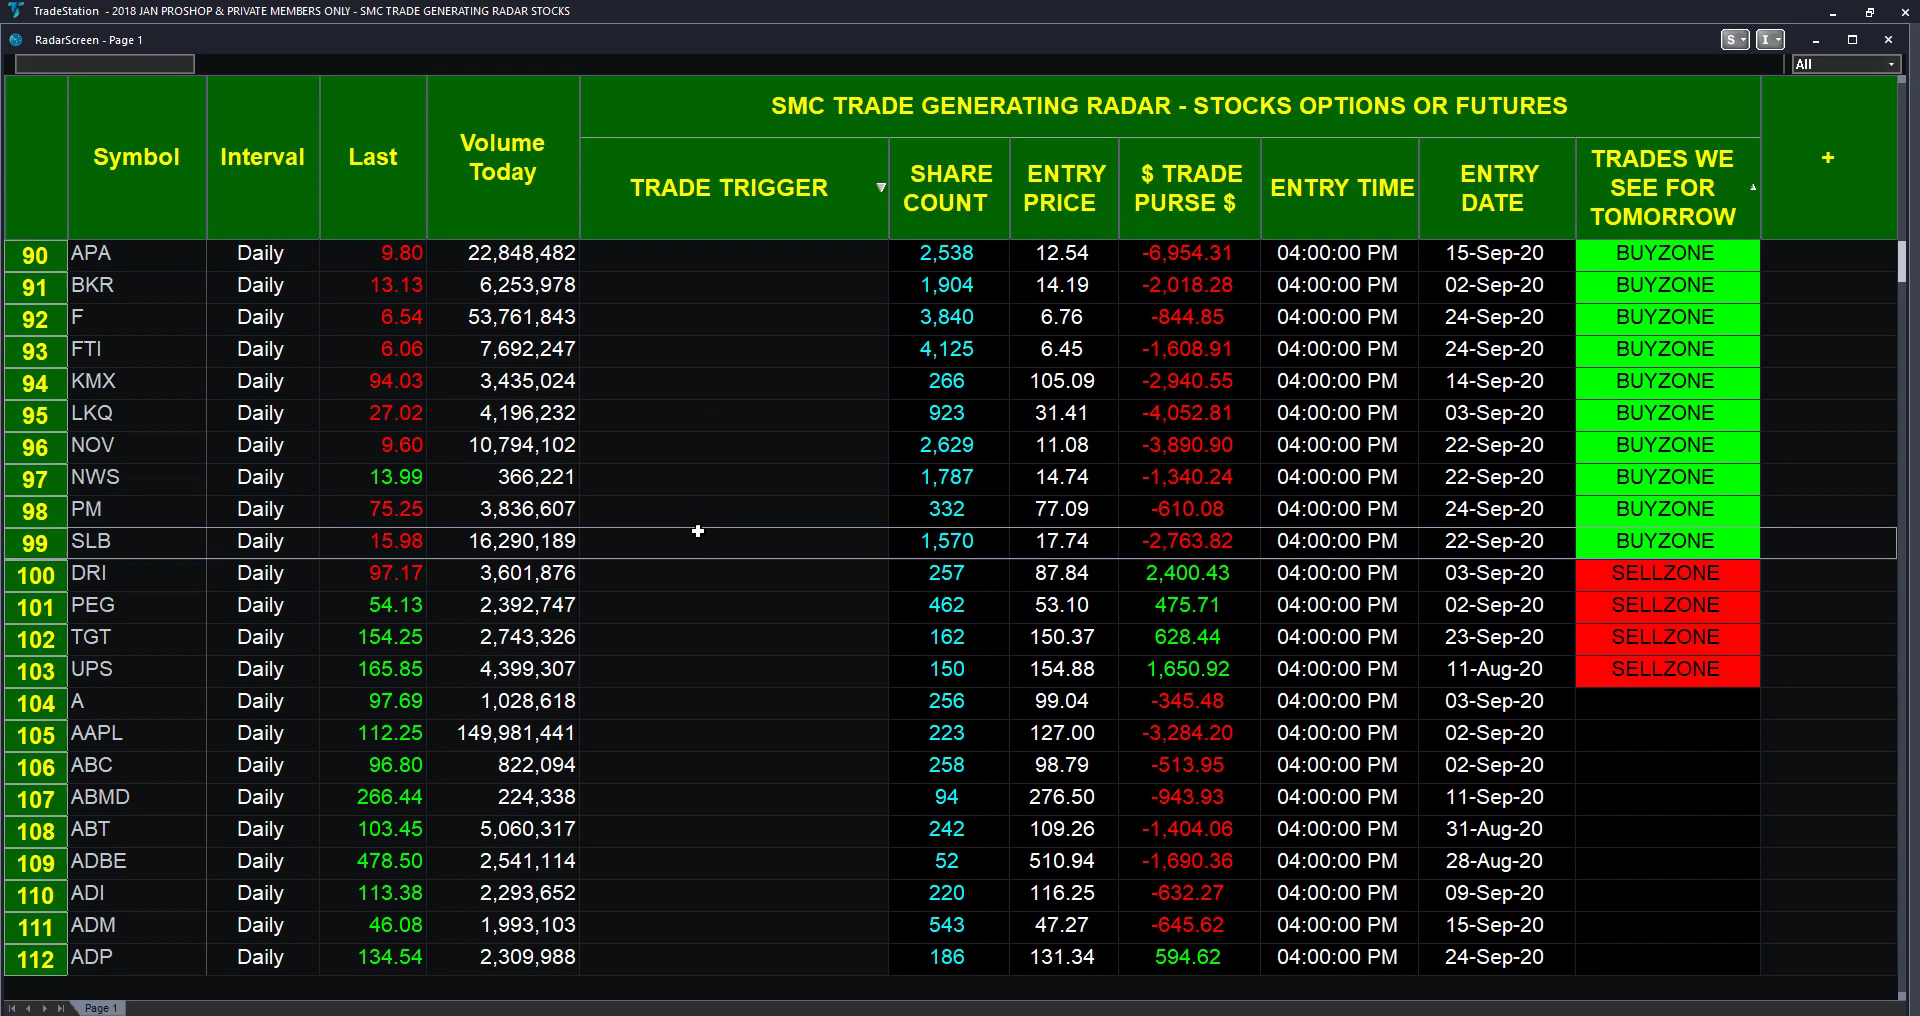 TradeStation - 2018 JAN PROSHOP & PRIVATE MEMBERS ONLY - SMC TRADE GENERATING RADAR STOCKS
RadarScreen - Page 1
S
I
All
SMC TRADE GENERATING RADAR - STOCKS OPTIONS OR FUTURES
Symbol Interval Last Volume Today TRADE TRIGGER SHARE COUNT ENTRY PRICE $ TRADE PURSE $ ENTRY TIME ENTRY DATE TRADES WE SEE FOR TOMORROW +
90 APA Daily 9.80 22,848,482 2,538 12.54 -6,954.31 04:00:00 PM 15-Sep-20 BUYZONE
91 BKR Daily 13.13 6,253,978 1,904 14.19 -2,018.28 04:00:00 PM 02-Sep-20 BUYZONE
92 F Daily 6.54 53,761,843 3,840 6.76 -844.85 04:00:00 PM 24-Sep-20 BUYZONE
93 FTI Daily 6.06 7,692,247 4,125 6.45 -1,608.91 04:00:00 PM 24-Sep-20 BUYZONE
94 KMX Daily 94.03 3,435,024 266 105.09 -2,940.55 04:00:00 PM 14-Sep-20 BUYZONE
95 LKQ Daily 27.02 4,196,232 923 31.41 -4,052.81 04:00:00 PM 03-Sep-20 BUYZONE
96 NOV Daily 9.60 10,794,102 2,629 11.08 -3,890.90 04:00:00 PM 22-Sep-20 BUYZONE
97 NWS Daily 13.99 366,221 1,787 14.74 -1,340.24 04:00:00 PM 22-Sep-20 BUYZONE
98 PM Daily 75.25 3,836,607 332 77.09 -610.08 04:00:00 PM 24-Sep-20 BUYZONE
99 SLB Daily 15.98 16,290,189 1,570 17.74 -2,763.82 04:00:00 PM 22-Sep-20 BUYZONE
100 DRI Daily 97.17 3,601,876 257 87.84 2,400.43 04:00:00 PM 03-Sep-20 SELLZONE
101 PEG Daily 54.13 2,392,747 462 53.10 475.71 04:00:00 PM 02-Sep-20 SELLZONE
102 TGT Daily 154.25 2,743,326 162 150.37 628.44 04:00:00 PM 23-Sep-20 SELLZONE
103 UPS Daily 165.85 4,399,307 150 154.88 1,650.92 04:00:00 PM 11-Aug-20 SELLZONE
104 A Daily 97.69 1,028,618 256 99.04 -345.48 04:00:00 PM 03-Sep-20
105 AAPL Daily 112.25 149,981,441 223 127.00 -3,284.20 04:00:00 PM 02-Sep-20
106 ABC Daily 96.80 822,094 258 98.79 -513.95 04:00:00 PM 02-Sep-20
107 ABMD Daily 266.44 224,338 94 276.50 -943.93 04:00:00 PM 11-Sep-20
108 ABT Daily 103.45 5,060,317 242 109.26 -1,404.06 04:00:00 PM 31-Aug-20
109 ADBE Daily 478.50 2,541,114 52 510.94 -1,690.36 04:00:00 PM 28-Aug-20
110 ADI Daily 113.38 2,293,652 220 116.25 -632.27 04:00:00 PM 09-Sep-20
111 ADM Daily 46.08 1,993,103 543 47.27 -645.62 04:00:00 PM 15-Sep-20
112 ADP Daily 134.54 2,309,988 186 131.34 594.62 04:00:00 PM 24-Sep-20
Page 1